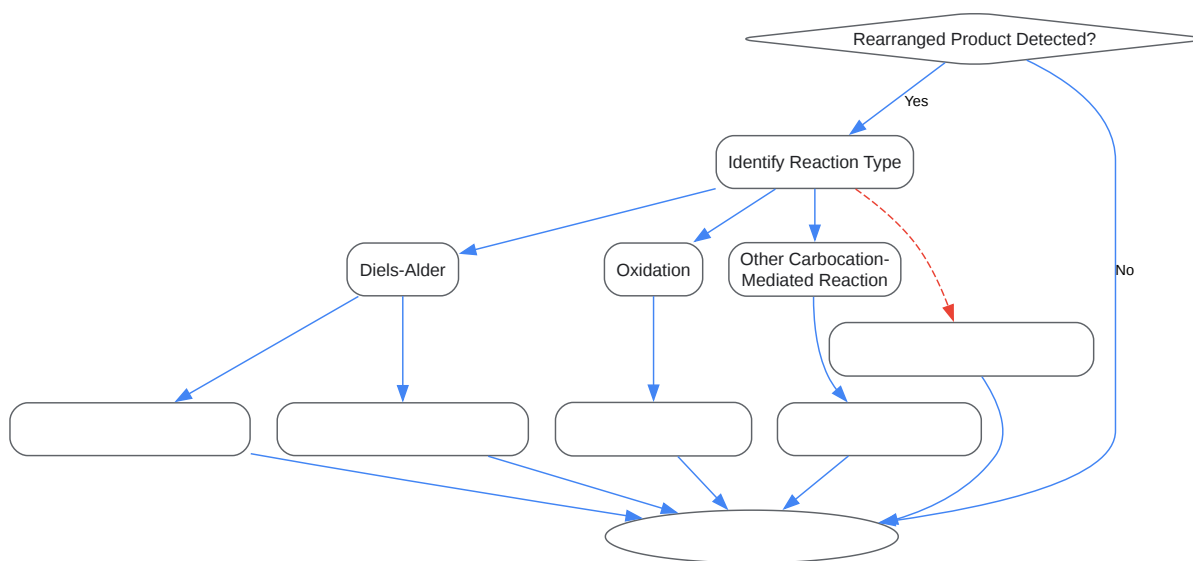 Rearranged Product Detected?
Yes
Identify Reaction Type
Diels-Alder
Oxidation
Other Carbocation-
Mediated Reaction
No